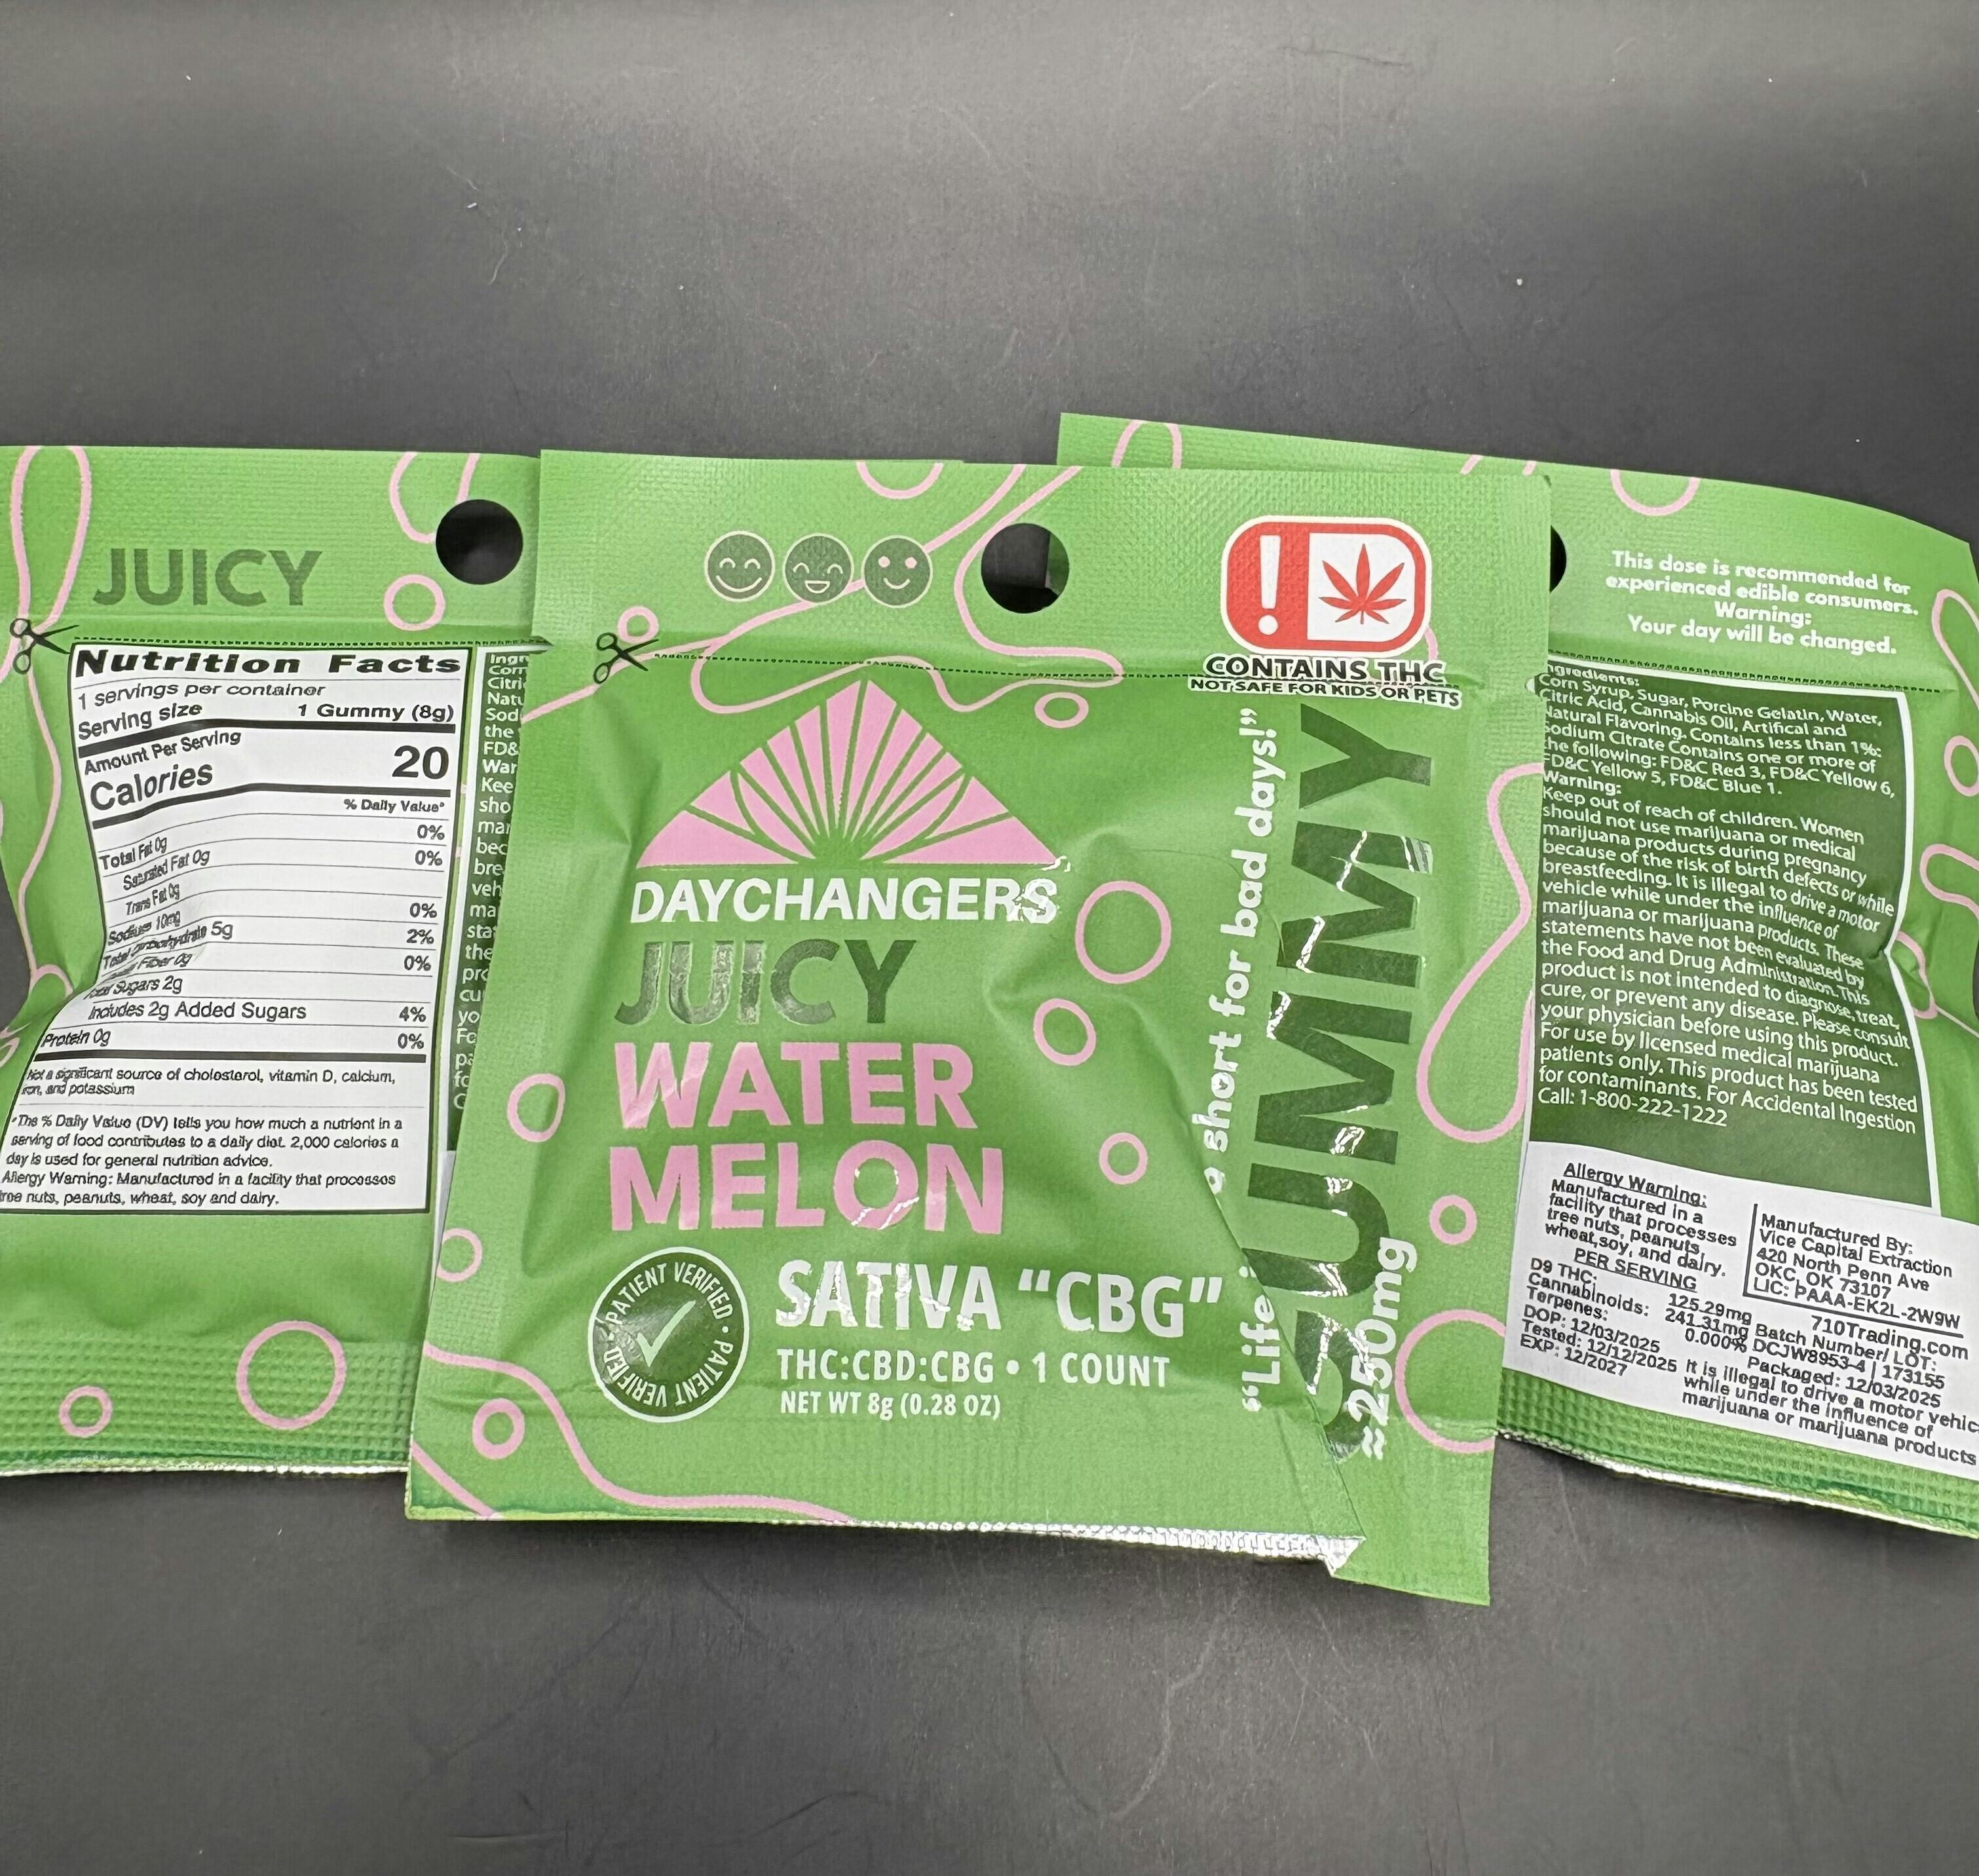 JUICY
Nutrition Facts
1 servings per container
Serving size 1 Gummy (8g)
Amount Per Serving
Calories 20
% Daily Value*
Total Fat 0g 0%
Saturated Fat 0g 0%
Trans Fat 0g
Sodium 10mg 0%
Total Carbohydrate 5g 2%
Fiber 0g 0%
Total Sugars 2g
Includes 2g Added Sugars 4%
Protein 0g 0%
Not a significant source of cholesterol, vitamin D, calcium,
iron, and potassium
*The % Daily Value (DV) tells you how much a nutrient in a
serving of food contributes to a daily diet. 2,000 calories a
day is used for general nutrition advice.
Allergy Warning: Manufactured in a facility that processes
tree nuts, peanuts, wheat, soy and dairy.
CONTAINS THC
NOT SAFE FOR KIDS OR PETS
DAYCHANGERS
JUICY
WATER
MELON
PATIENT VERIFIED • PATIENT VERIFIED •
SATIVA “CBG”
THC:CBD:CBG • 1 COUNT
NET WT 8g (0.28 OZ)
“Life is too short for bad days!”
GUMMY
≈250mg
This dose is recommended for
experienced edible consumers.
Warning:
Your day will be changed.
Ingredients:
Corn Syrup, Sugar, Porcine Gelatin, Water,
Citric Acid, Cannabis Oil, Artifical and
Natural Flavoring. Contains less than 1%:
Sodium Citrate Contains one or more of
the following: FD&C Red 3, FD&C Yellow 6,
FD&C Yellow 5, FD&C Blue 1.
Warning:
Keep out of reach of children. Women
should not use marijuana or medical
marijuana products during pregnancy
because of the risk of birth defects or while
breastfeeding. It is illegal to drive a motor
vehicle while under the influence of
marijuana or marijuana products. These
statements have not been evaluated by
the Food and Drug Administration. This
product is not intended to diagnose, treat,
cure, or prevent any disease. Please consult
your physician before using this product.
For use by licensed medical marijuana
patients only. This product has been tested
for contaminants. For Accidental Ingestion
Call: 1-800-222-1222
Allergy Warning:
Manufactured in a
facility that processes
tree nuts, peanuts,
wheat,soy, and dairy.
PER SERVING
D9 THC: 125.29mg
Cannabinoids: 241.31mg
Terpenes: 0.000%
DOP: 12/03/2025
Tested: 12/12/2025
EXP: 12/2027
Manufactured By:
Vice Capital Extraction
420 North Penn Ave
OKC, OK 73107
LIC: PAAA-EK2L-2W9W
710Trading.com
Batch Number/ LOT:
DCJW8953-4 | 173155
Packaged: 12/03/2025
It is illegal to drive a motor vehic
while under the influence of
marijuana or marijuana products